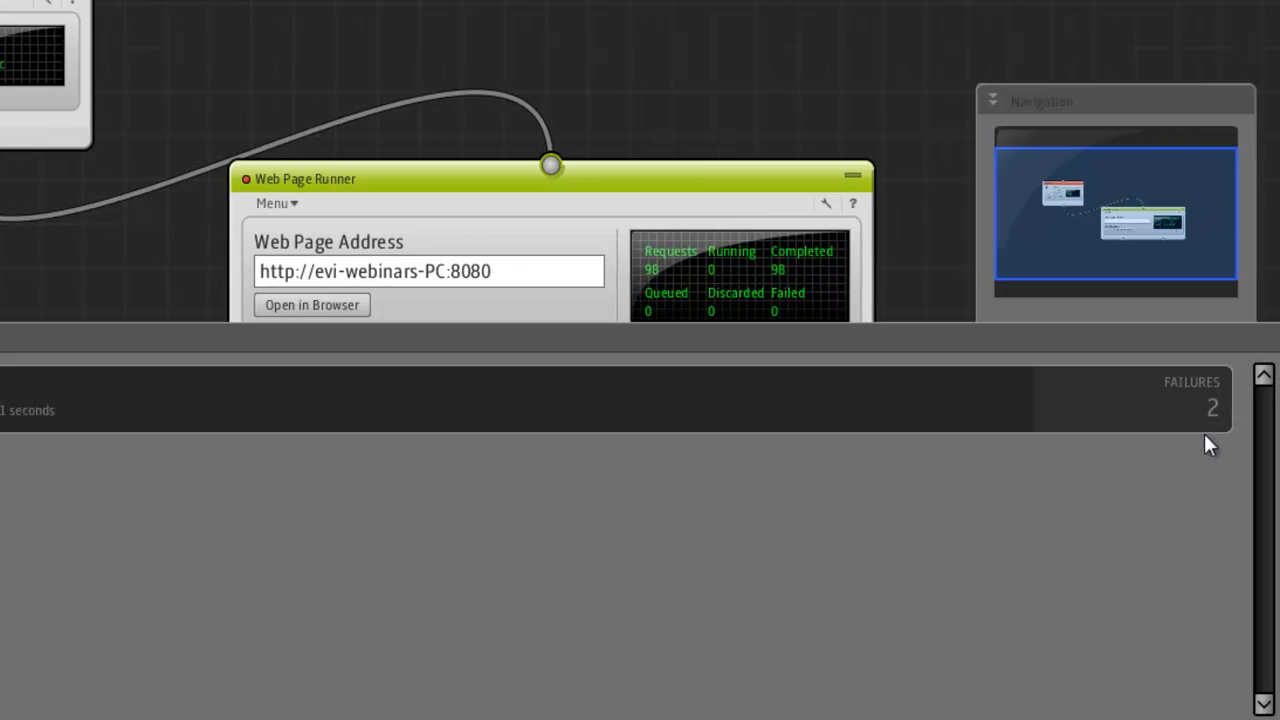 Navigation
Web Page Runner
Menu
?
Web Page Address
http://evi-webinars-PC:8080
Open in Browser
Requests Running Completed
98 0 98
Queued Discarded Failed
0 0 0
FAILURES
2
1 seconds